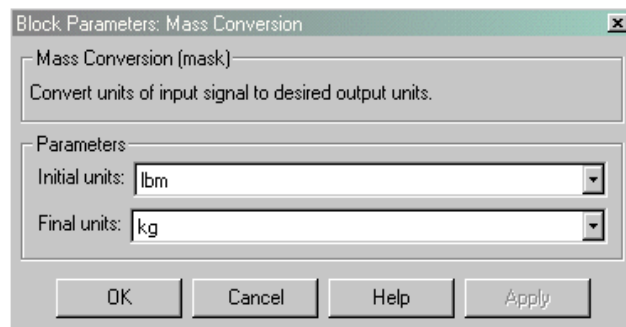 Block Parameters: Mass Conversion
Mass Conversion (mask)
Convert units of input signal to desired output units.
Parameters
Initial units: lbm
Final units: kg
OK Cancel Help Apply